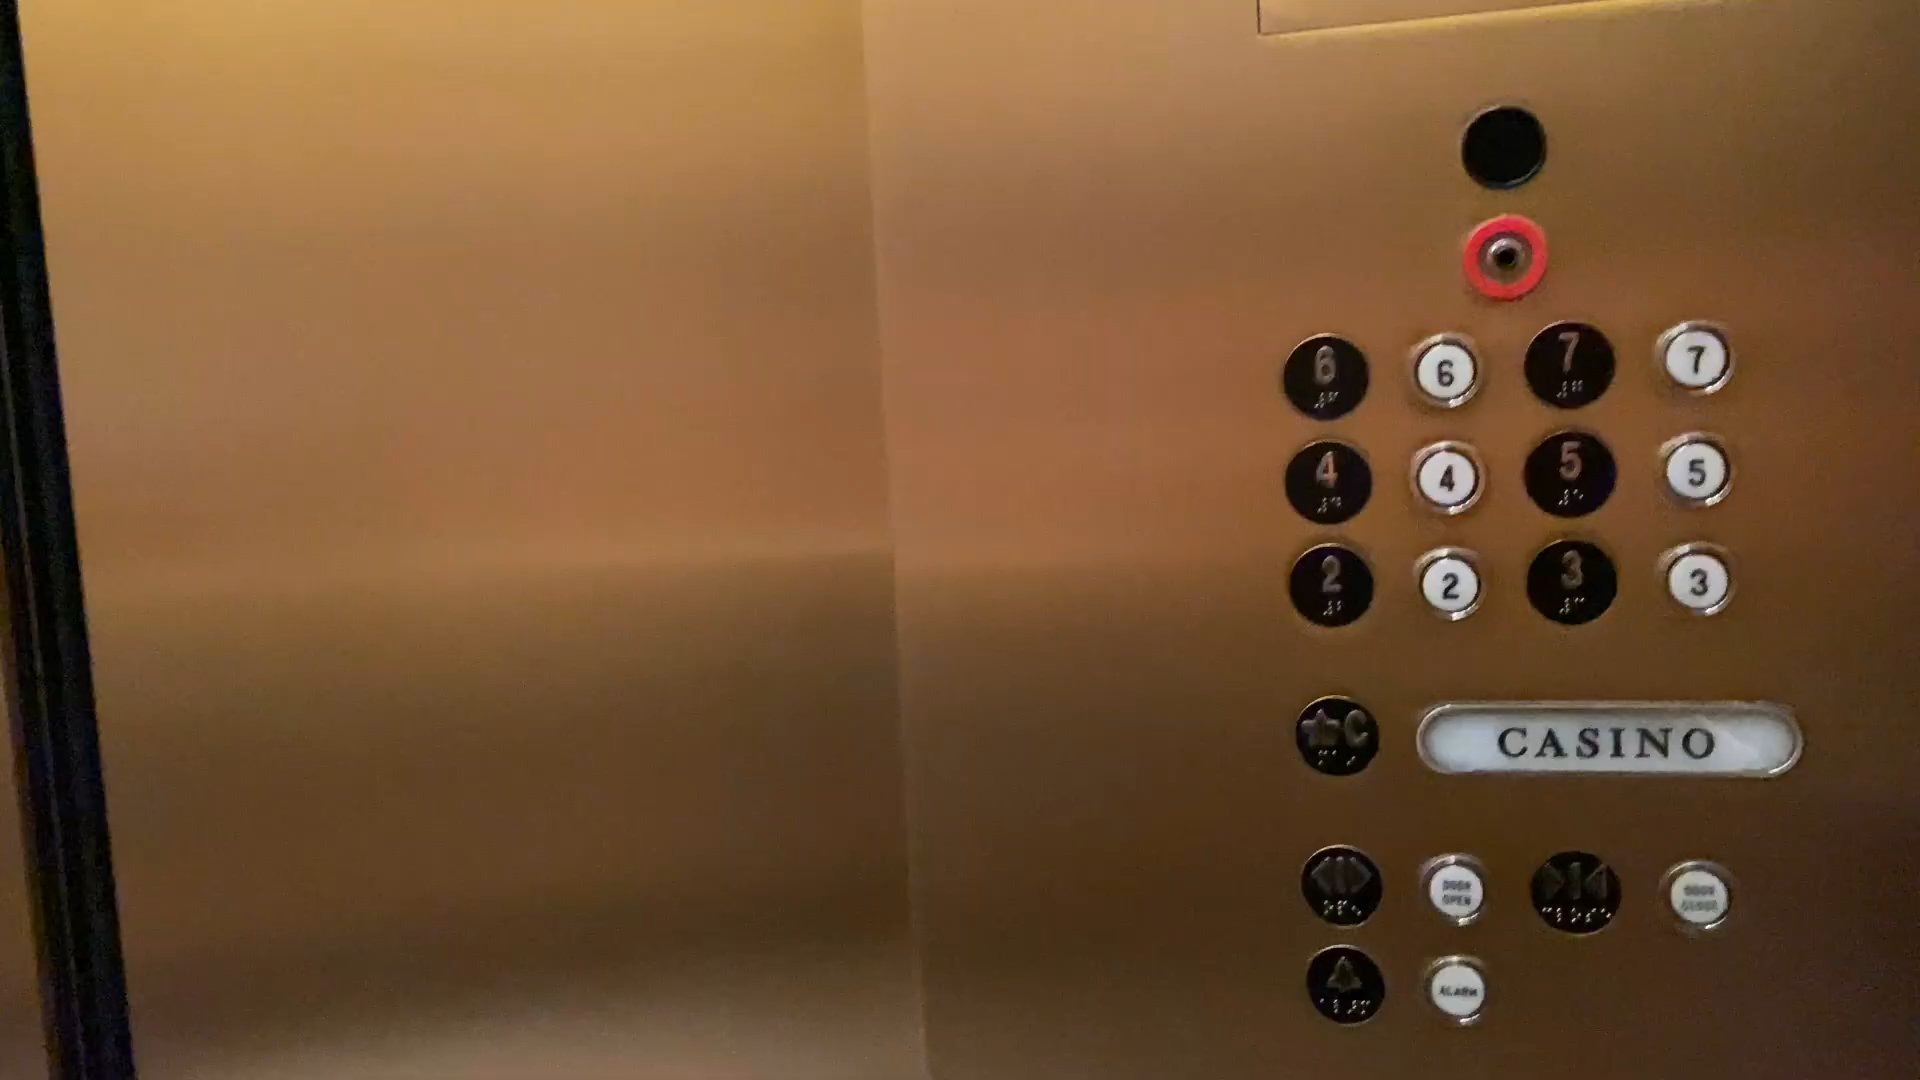 6 6 7 7
4 4 5 5
2 2 3 3
★C CASINO
DOOR OPEN DOOR CLOSE
ALARM